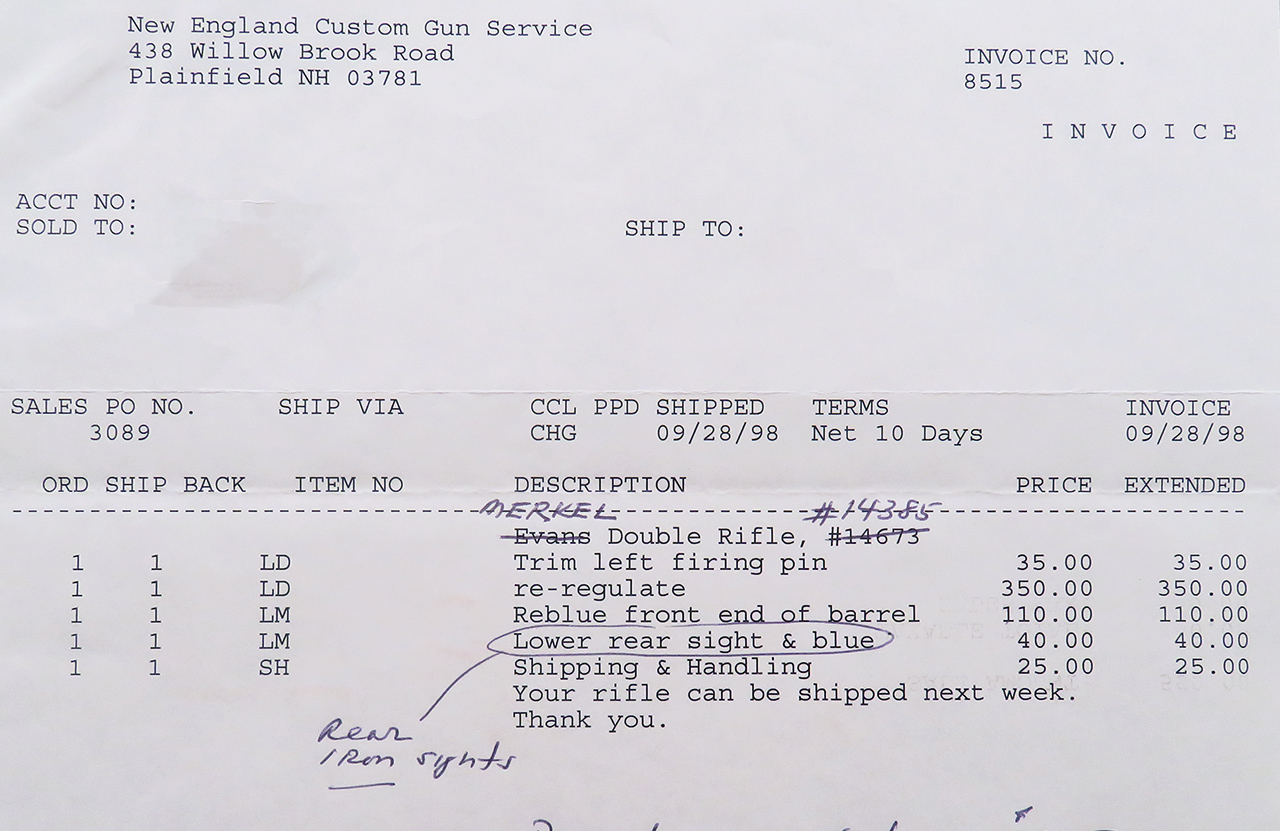 New England Custom Gun Service
438 Willow Brook Road
Plainfield NH 03781
INVOICE NO.
8515
I N V O I C E
ACCT NO:
SOLD TO:
SHIP TO:
SALES PO NO. SHIP VIA CCL PPD SHIPPED TERMS INVOICE
3089 CHG 09/28/98 Net 10 Days 09/28/98
ORD SHIP BACK ITEM NO DESCRIPTION PRICE EXTENDED
MERKEL #14385
Evans Double Rifle, #14673
1 1 LD Trim left firing pin 35.00 35.00
1 1 LD re-regulate 350.00 350.00
1 1 LM Reblue front end of barrel 110.00 110.00
1 1 LM Lower rear sight & blue 40.00 40.00
1 1 SH Shipping & Handling 25.00 25.00
Your rifle can be shipped next week.
Thank you.
Rear
Iron sights